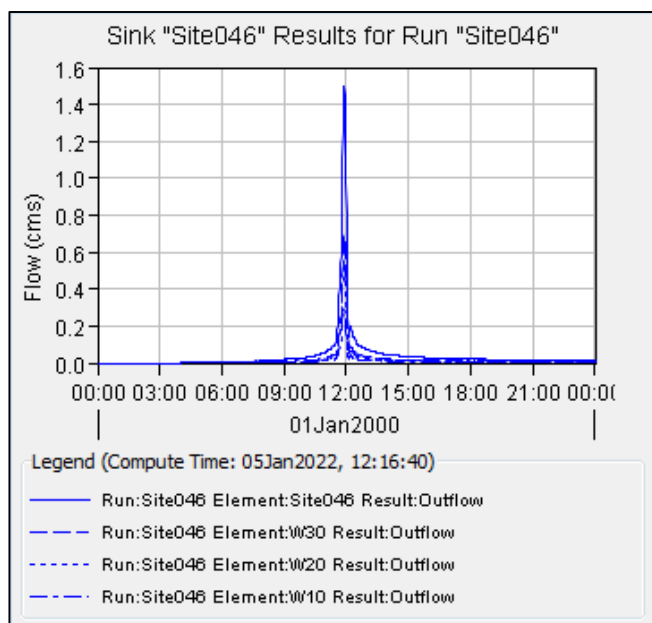 Sink "Site046" Results for Run "Site046"
1.6
1.4
1.2
1.0
0.8
0.6
0.4
0.2
0.0
Flow (cms)
00:00 03:00 06:00 09:00 12:00 15:00 18:00 21:00 00:0
01Jan2000
Legend (Compute Time: 05Jan2022, 12:16:40)
Run:Site046 Element:Site046 Result:Outflow
Run:Site046 Element:W30 Result:Outflow
Run:Site046 Element:W20 Result:Outflow
Run:Site046 Element:W10 Result:Outflow